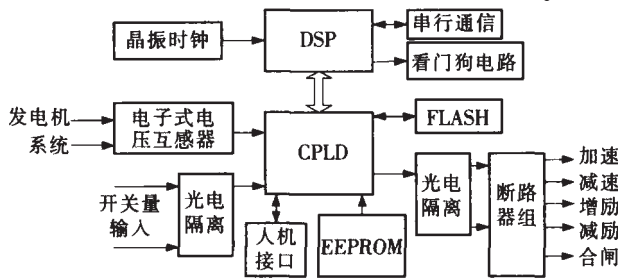 晶振时钟
DSP
串行通信
看门狗电路
发电机
系统
电子式电
压互感器
CPLD
FLASH
开关量
输入
光电
隔离
人机
接口
EEPROM
光电
隔离
断路
器组
加速
减速
增励
减励
合闸